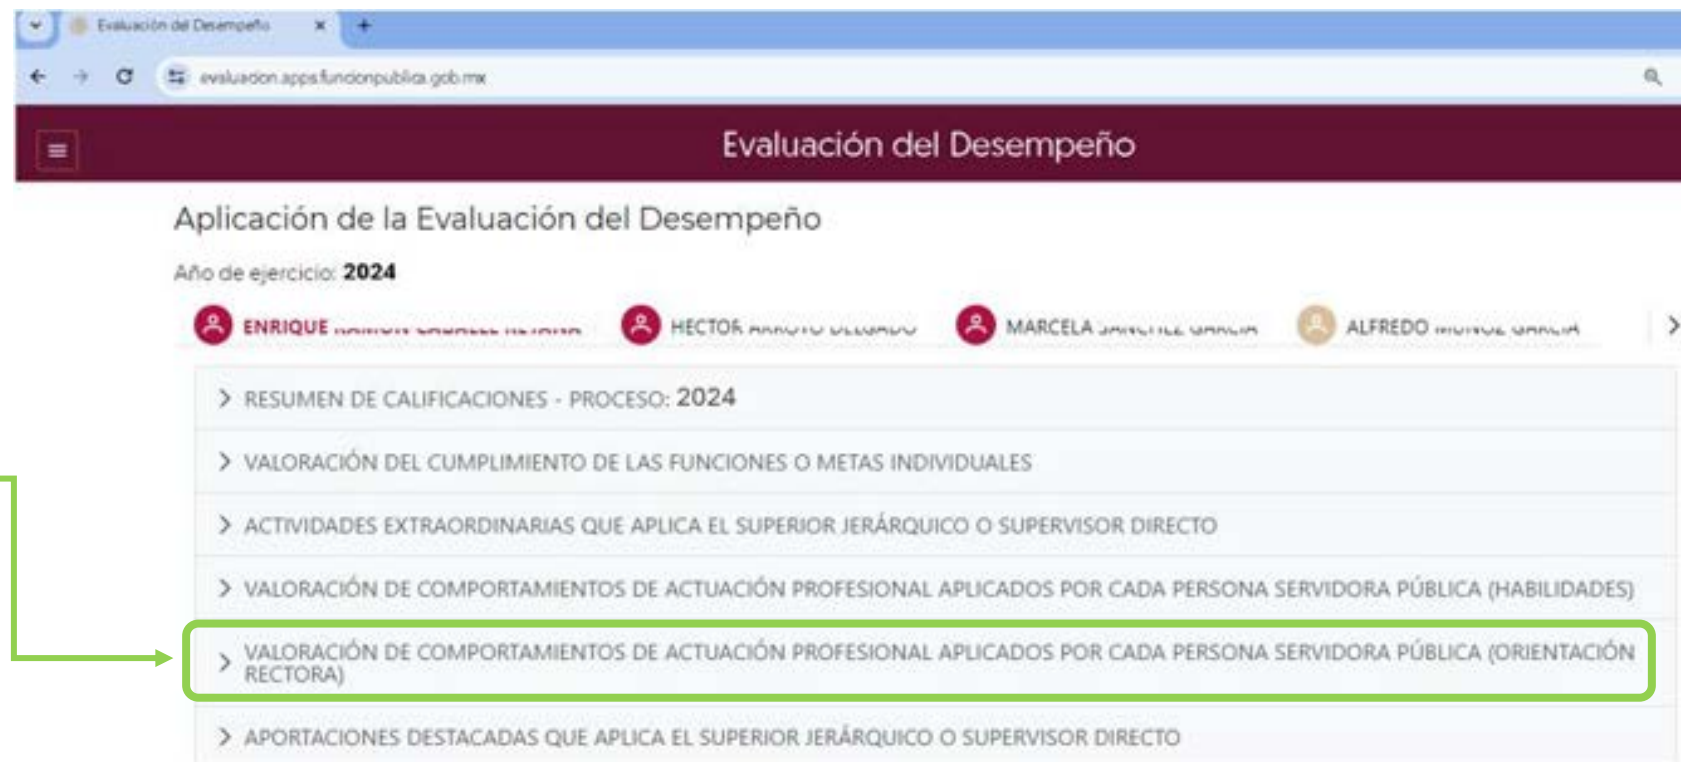 Evaluación del Desempeño
evaluacion.apps.funcionpublica.gob.mx
Evaluación del Desempeño
Aplicación de la Evaluación del Desempeño
Año de ejercicio: 2024
ENRIQUE HECTOR MARCELA ALFREDO
RESUMEN DE CALIFICACIONES - PROCESO: 2024
VALORACIÓN DEL CUMPLIMIENTO DE LAS FUNCIONES O METAS INDIVIDUALES
ACTIVIDADES EXTRAORDINARIAS QUE APLICA EL SUPERIOR JERÁRQUICO O SUPERVISOR DIRECTO
VALORACIÓN DE COMPORTAMIENTOS DE ACTUACIÓN PROFESIONAL APLICADOS POR CADA PERSONA SERVIDORA PÚBLICA (HABILIDADES)
VALORACIÓN DE COMPORTAMIENTOS DE ACTUACIÓN PROFESIONAL APLICADOS POR CADA PERSONA SERVIDORA PÚBLICA (ORIENTACIÓN
RECTORA)
APORTACIONES DESTACADAS QUE APLICA EL SUPERIOR JERÁRQUICO O SUPERVISOR DIRECTO